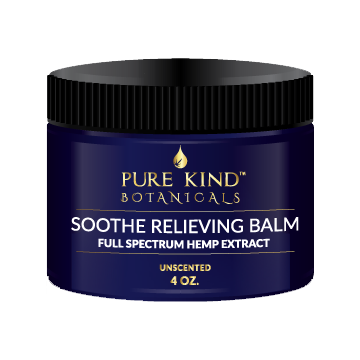 PURE KIND™
BOTANICALS
SOOTHE RELIEVING BALM
FULL SPECTRUM HEMP EXTRACT
UNSCENTED
4 OZ.